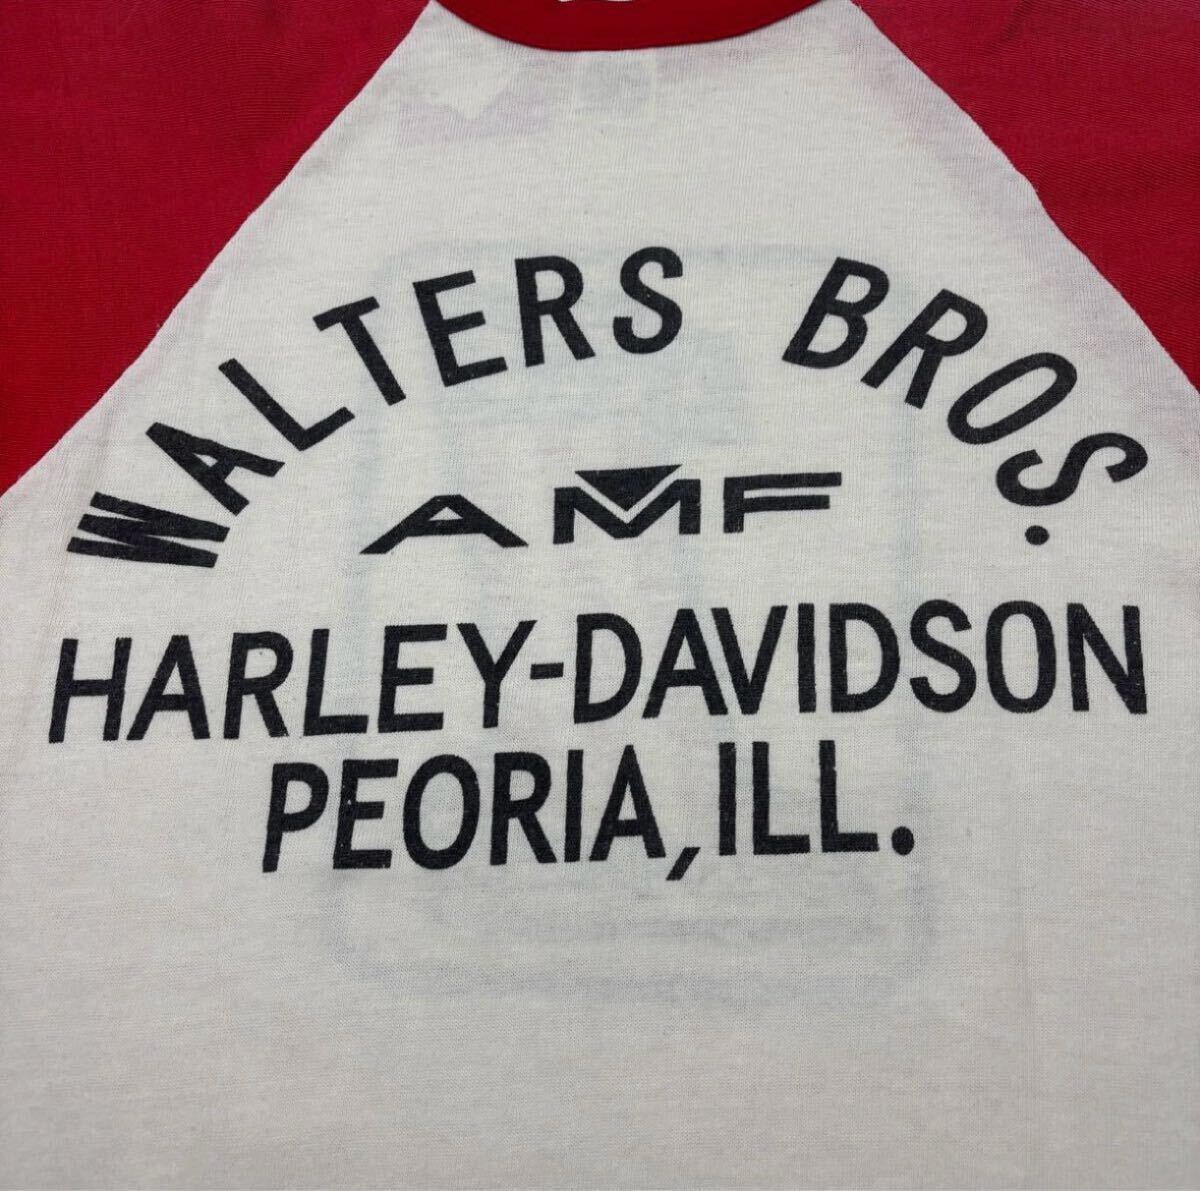 WALTERS BROS.
AMF
HARLEY-DAVIDSON
PEORIA, ILL.